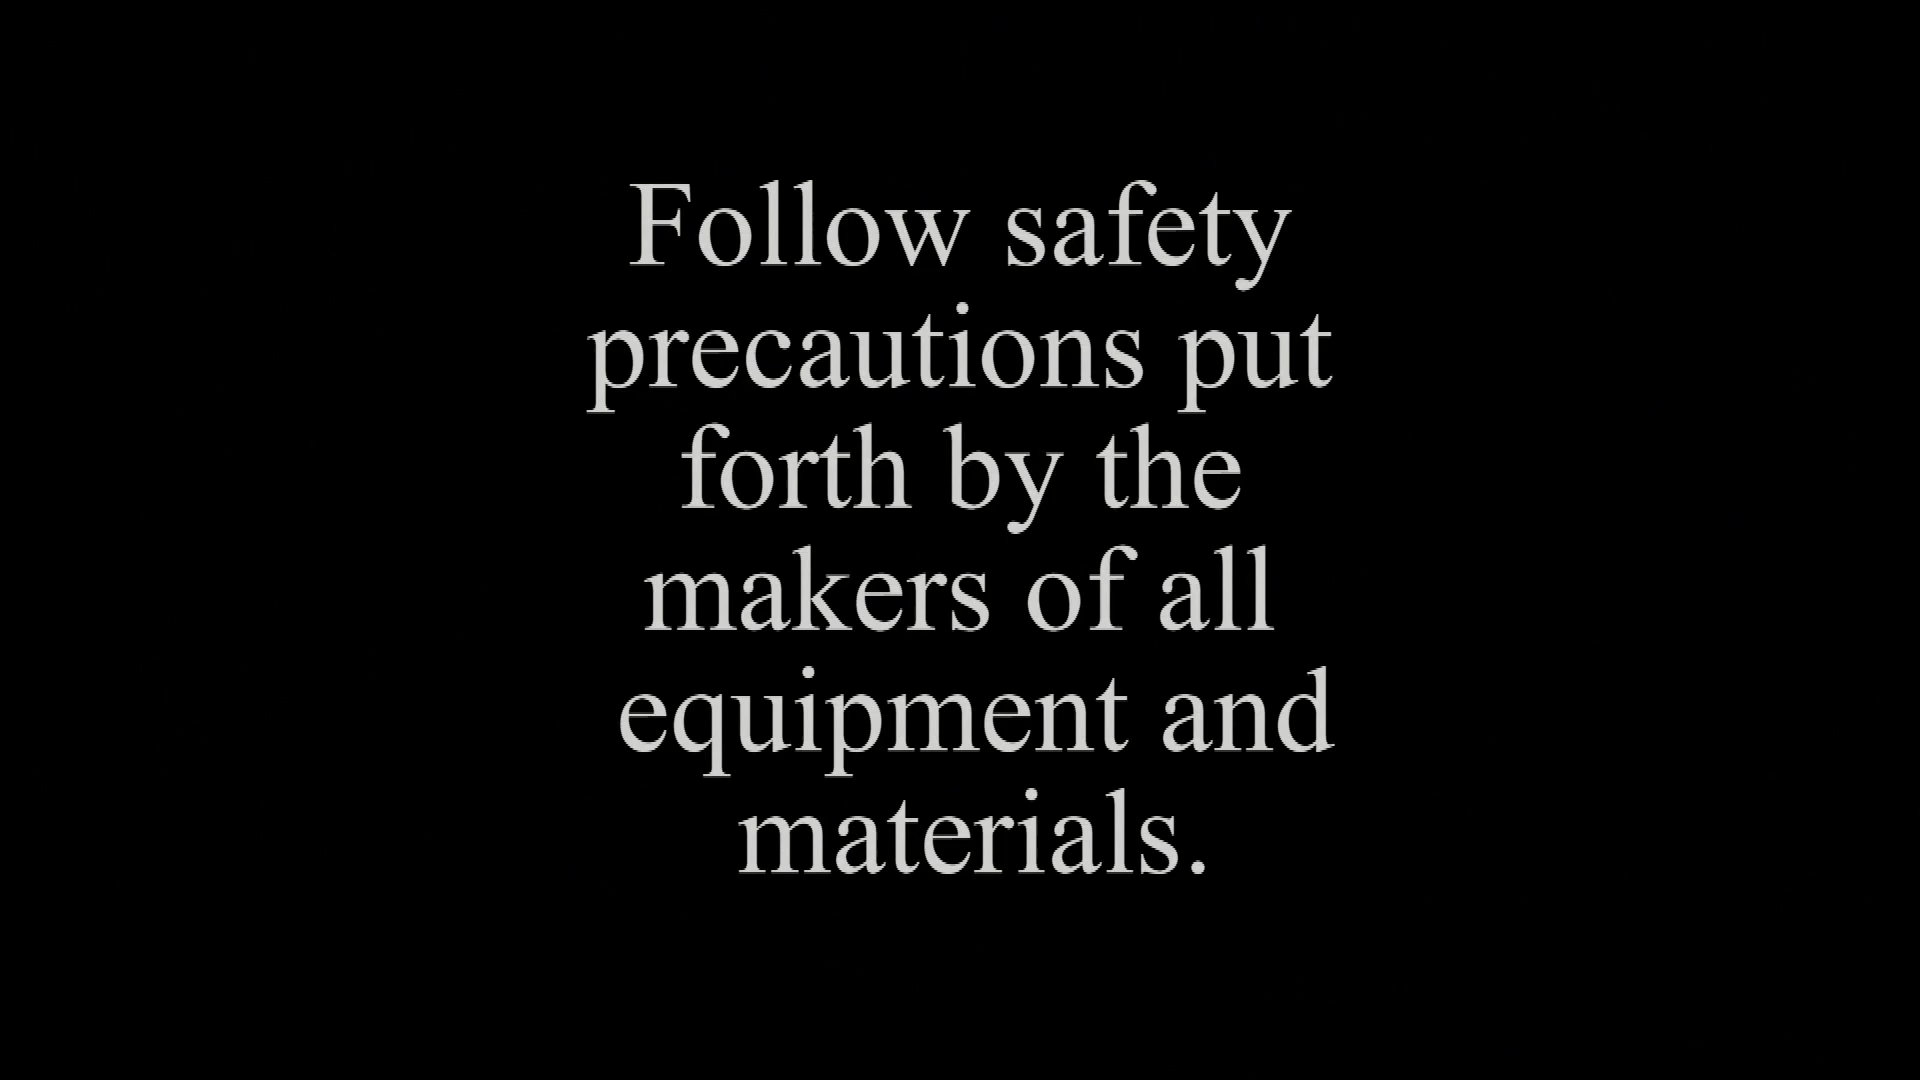 Follow safety
precautions put
forth by the
makers of all
equipment and
materials.